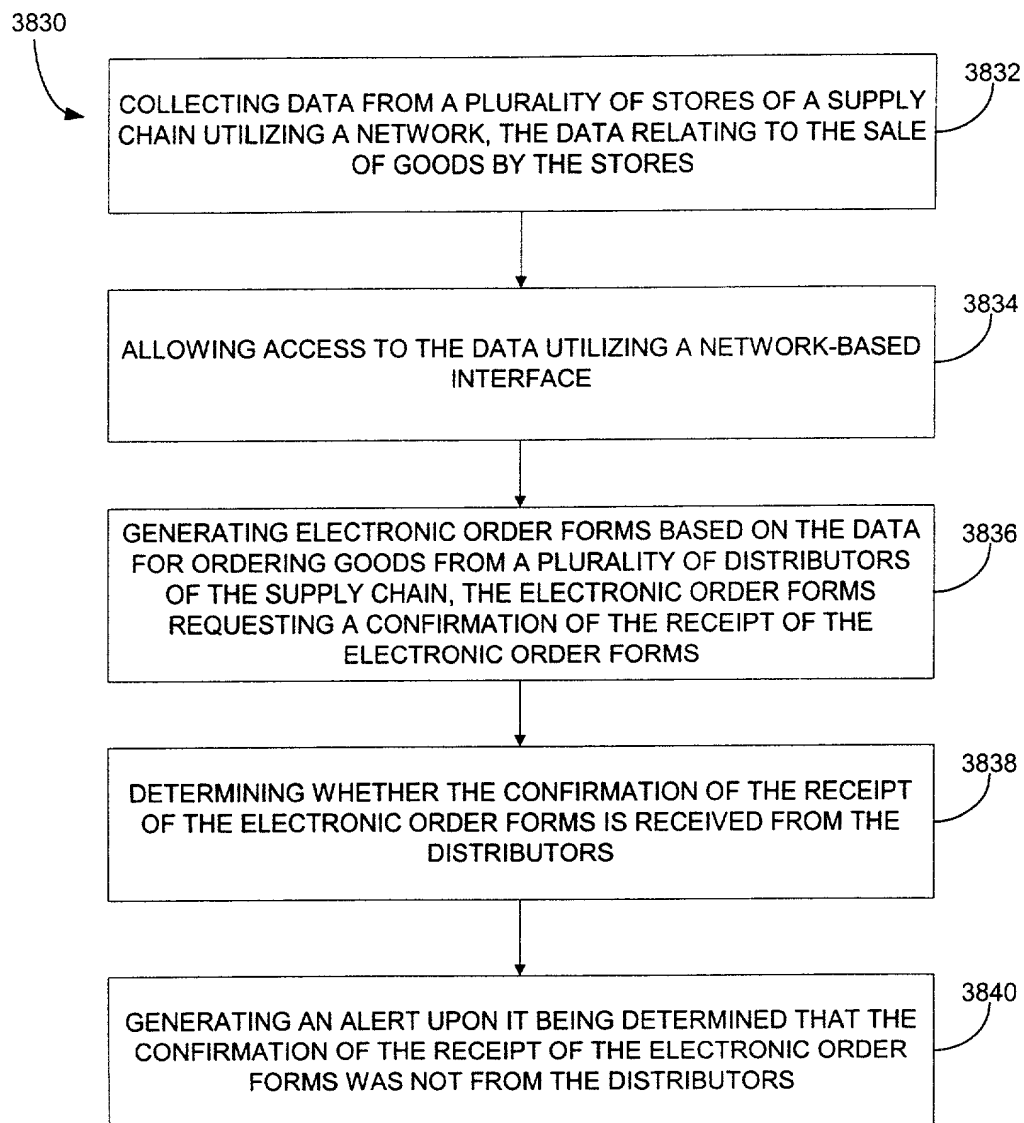 3830
3832
COLLECTING DATA FROM A PLURALITY OF STORES OF A SUPPLY
CHAIN UTILIZING A NETWORK, THE DATA RELATING TO THE SALE
OF GOODS BY THE STORES
3834
ALLOWING ACCESS TO THE DATA UTILIZING A NETWORK-BASED
INTERFACE
3836
GENERATING ELECTRONIC ORDER FORMS BASED ON THE DATA
FOR ORDERING GOODS FROM A PLURALITY OF DISTRIBUTORS
OF THE SUPPLY CHAIN, THE ELECTRONIC ORDER FORMS
REQUESTING A CONFIRMATION OF THE RECEIPT OF THE
ELECTRONIC ORDER FORMS
3838
DETERMINING WHETHER THE CONFIRMATION OF THE RECEIPT
OF THE ELECTRONIC ORDER FORMS IS RECEIVED FROM THE
DISTRIBUTORS
3840
GENERATING AN ALERT UPON IT BEING DETERMINED THAT THE
CONFIRMATION OF THE RECEIPT OF THE ELECTRONIC ORDER
FORMS WAS NOT FROM THE DISTRIBUTORS